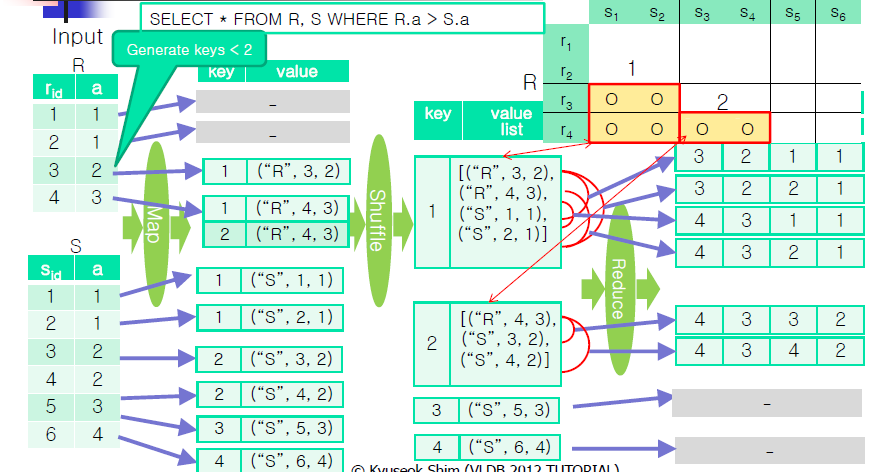 SELECT * FROM R, S WHERE R.a > S.a
Input
Generate keys < 2
R
r_id a
1 1
2 1
3 2
4 3
S
S_id a
1 1
2 1
3 2
4 2
5 3
6 4
Map
key value
–
–
1 ("R", 3, 2)
1 ("R", 4, 3)
2 ("R", 4, 3)
1 ("S", 1, 1)
1 ("S", 2, 1)
2 ("S", 3, 2)
2 ("S", 4, 2)
3 ("S", 5, 3)
4 ("S", 6, 4)
Shuffle
key value list
1 [("R", 3, 2),
("R", 4, 3),
("S", 1, 1),
("S", 2, 1)]
2 [("R", 4, 3),
("S", 3, 2),
("S", 4, 2)]
3 ("S", 5, 3)
4 ("S", 6, 4)
Reduce
S1 S2 S3 S4 S5 S6
R
r1
r2 1
r3 O O 2
r4 O O O O
3 2 1 1
3 2 2 1
4 3 1 1
4 3 2 1
4 3 3 2
4 3 4 2
–
–
© Kyuseok Shim (VLDB 2012 TUTORIAL)